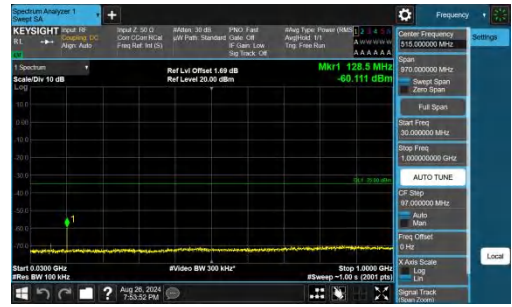 Spectrum Analyzer 1
Swept SA
Frequency
KEYSIGHT
Input: RF
Coupling: DC
Align: Auto
Input Z: 50 Ω
Corr CCorr RCal
Freq Ref: Int (S)
#Atten: 30 dB
µW Path: Standard
PNO: Fast
Gate: Off
IF Gain: Low
Sig Track: Off
#Avg Type: Power (RMS
Avg|Hold: 1/1
Trig: Free Run
1 2 3 4 5 6
A W W W W W
A A A A A A
1 Spectrum
Scale/Div 10 dB
Log
Ref Lvl Offset 1.69 dB
Ref Level 20.00 dBm
Mkr1 128.5 MHz
-60.111 dBm
10.0
0.00
-10.0
-20.0
-30.0
-40.0
-50.0
-60.0
-70.0
1
Start 0.0300 GHz
#Res BW 100 kHz
#Video BW 300 kHz*
Stop 1.0000 GHz
#Sweep ~1.00 s (2001 pts)
Aug 26, 2024
7:53:52 PM
Center Frequency
515.000000 MHz
Settings
Span
970.000000 MHz
Swept Span
Zero Span
Full Span
Start Freq
30.000000 MHz
Stop Freq
1.000000000 GHz
AUTO TUNE
CF Step
97.000000 MHz
Auto
Man
Freq Offset
0 Hz
X Axis Scale
Log
Lin
Signal Track
(Span Zoom)
Local